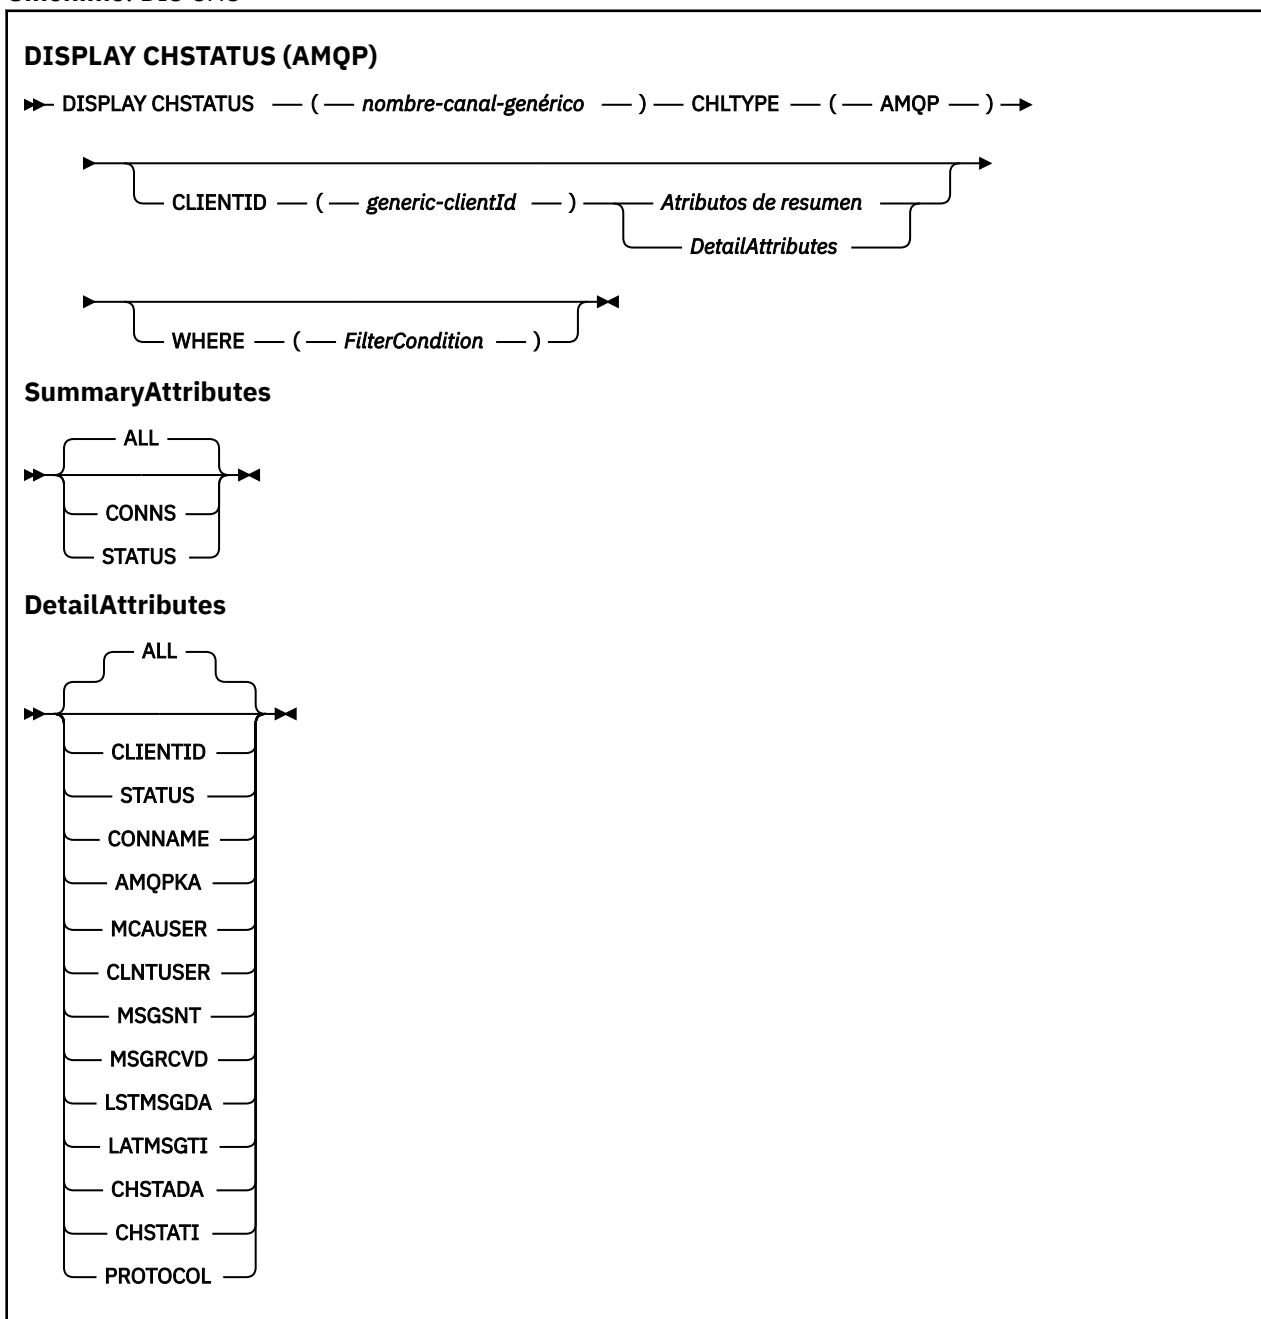 DISPLAY CHSTATUS (AMQP)
DISPLAY CHSTATUS ( nombre-canal-genérico ) CHLTYPE ( AMQP )
CLIENTID ( generic-clientId ) Atributos de resumen
DetailAttributes
WHERE ( FilterCondition )
SummaryAttributes
ALL
CONNS
STATUS
DetailAttributes
ALL
CLIENTID
STATUS
CONNAME
AMQPKA
MCAUSER
CLNTUSER
MSGSNT
MSGRCVD
LSTMSGDA
LATMSGTI
CHSTADA
CHSTATI
PROTOCOL